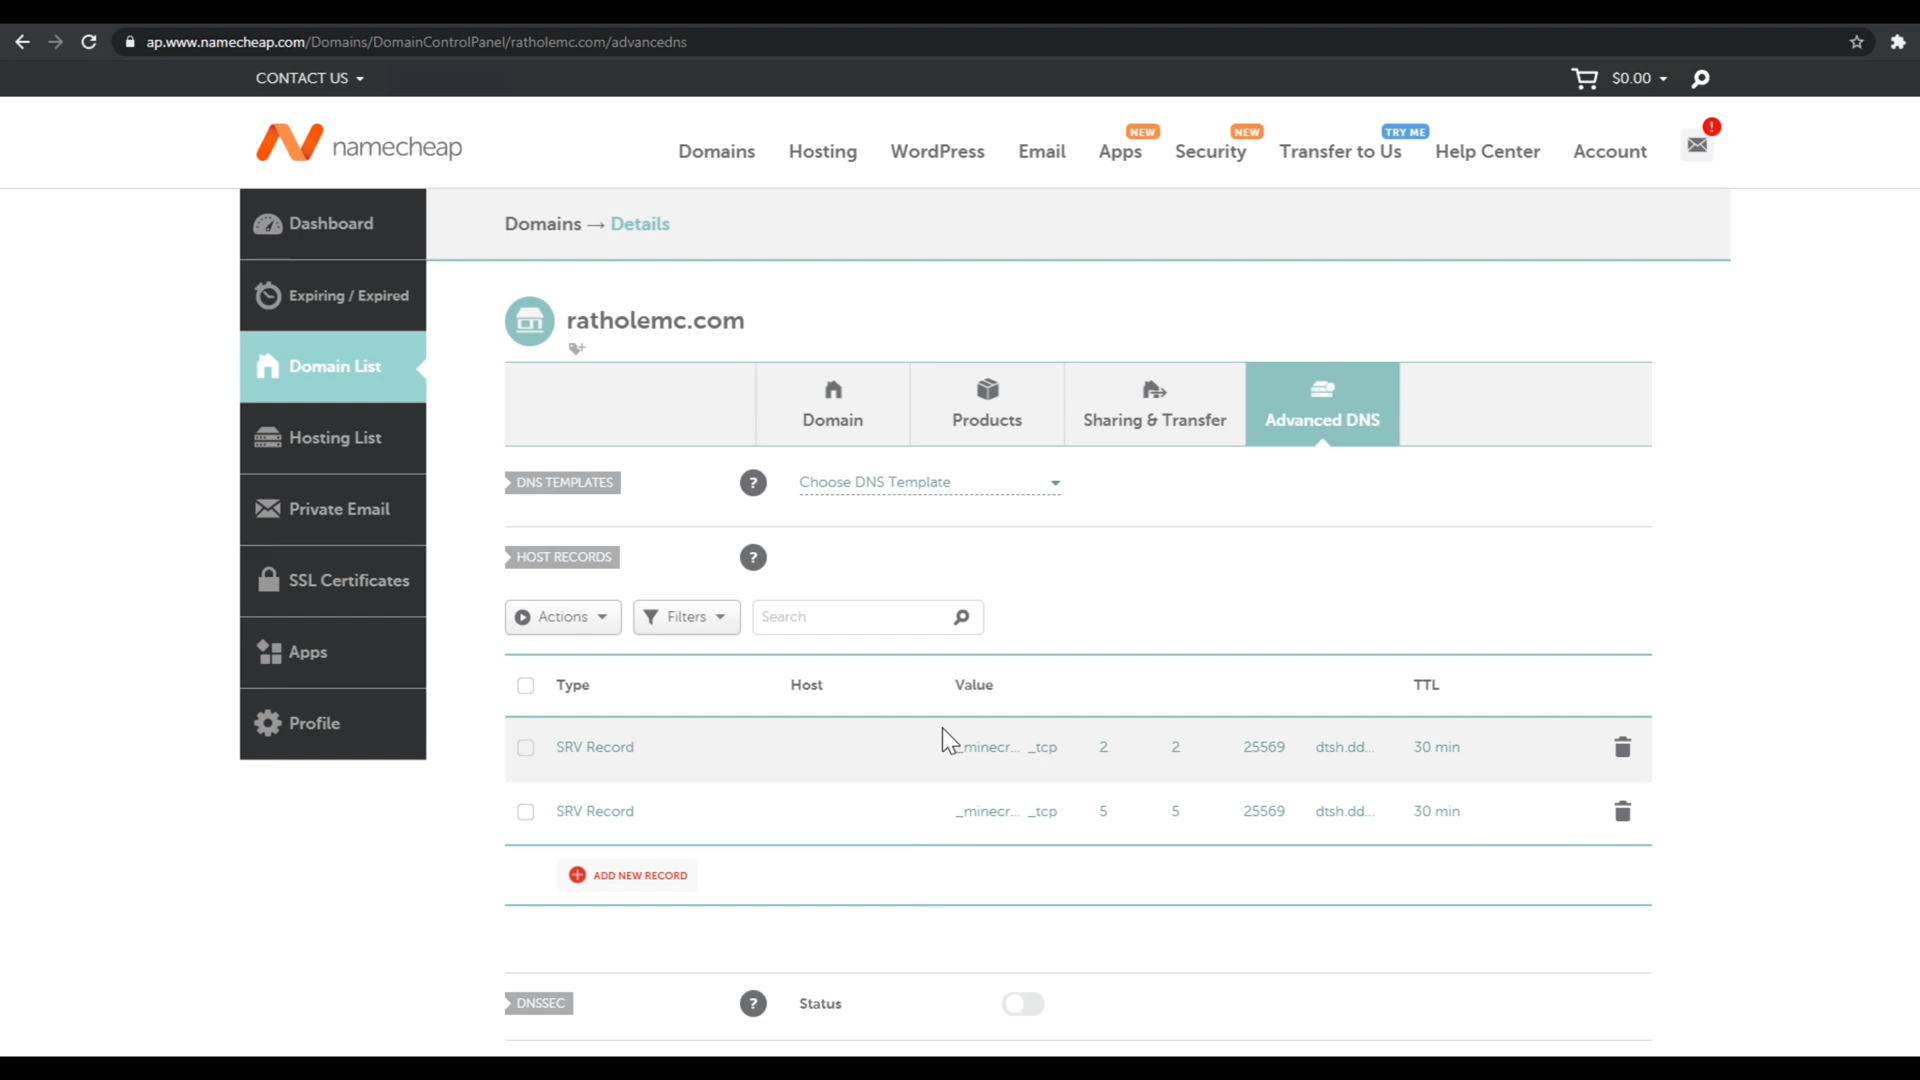 ap.www.namecheap.com/Domains/DomainControlPanel/ratholemc.com/advancedns
CONTACT US
$0.00
namecheap
Domains
Hosting
WordPress
Email
NEW
Apps
NEW
Security
TRY ME
Transfer to Us
Help Center
Account
!
Dashboard
Expiring / Expired
Domain List
Hosting List
Private Email
SSL Certificates
Apps
Profile
Domains → Details
ratholemc.com
Domain
Products
Sharing & Transfer
Advanced DNS
DNS TEMPLATES ? Choose DNS Template
HOST RECORDS ?
Actions Filters Search
Type Host Value TTL
SRV Record _minecr... _tcp 2 2 25569 dtsh.dd... 30 min
SRV Record _minecr... _tcp 5 5 25569 dtsh.dd... 30 min
ADD NEW RECORD
DNSSEC ? Status